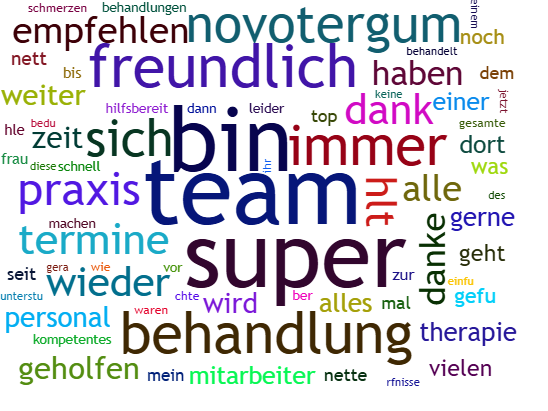 schmerzen behandlungen einem
empfehlen novotergum noch
nett freundlich behandelt
bis haben dem
weiter hilfsbereit dann leider keine dank einer jetzt
hle bedu zeit sich bin top gesamte
immer dort
frau diese schnell ihr was
praxis team hlt alle des
machen gerne
termine super danke geht
seit gera wie wieder vor zur einfu
unterstu chte wird ber alles mal gefu
personal waren
kompetentes behandlung therapie
geholfen mein mitarbeiter nette vielen
rfnisse